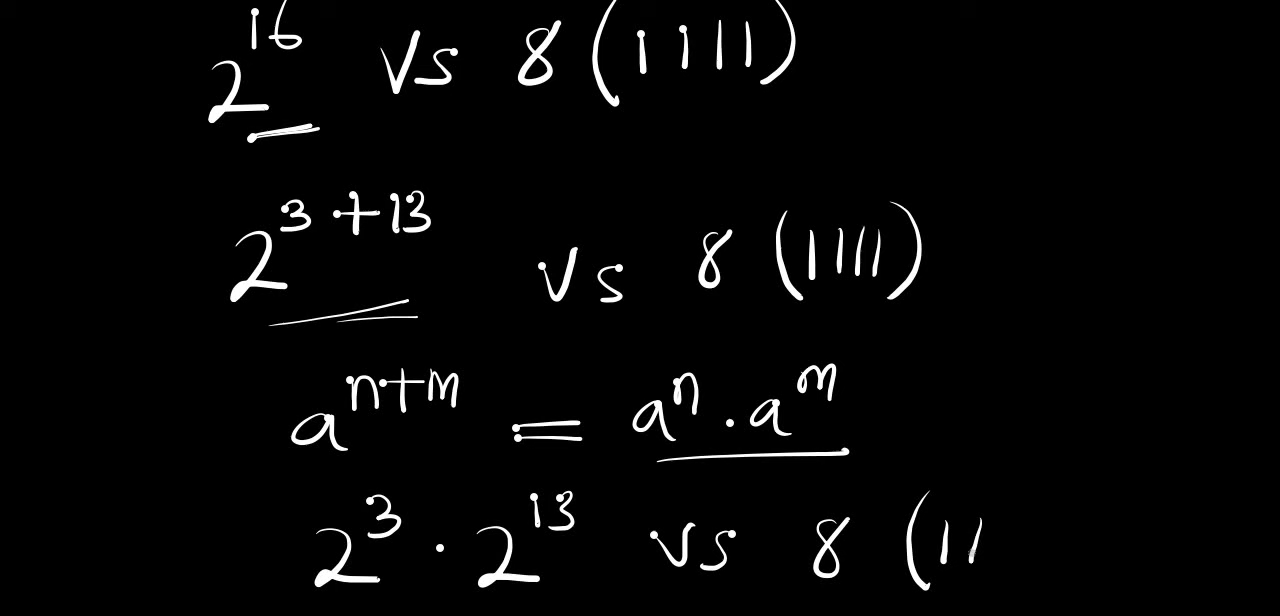 2^16 vs 8(1111)
2^3+13 vs 8(1111)
a^n+m = a^n . a^m
2^3 . 2^13 vs 8(11